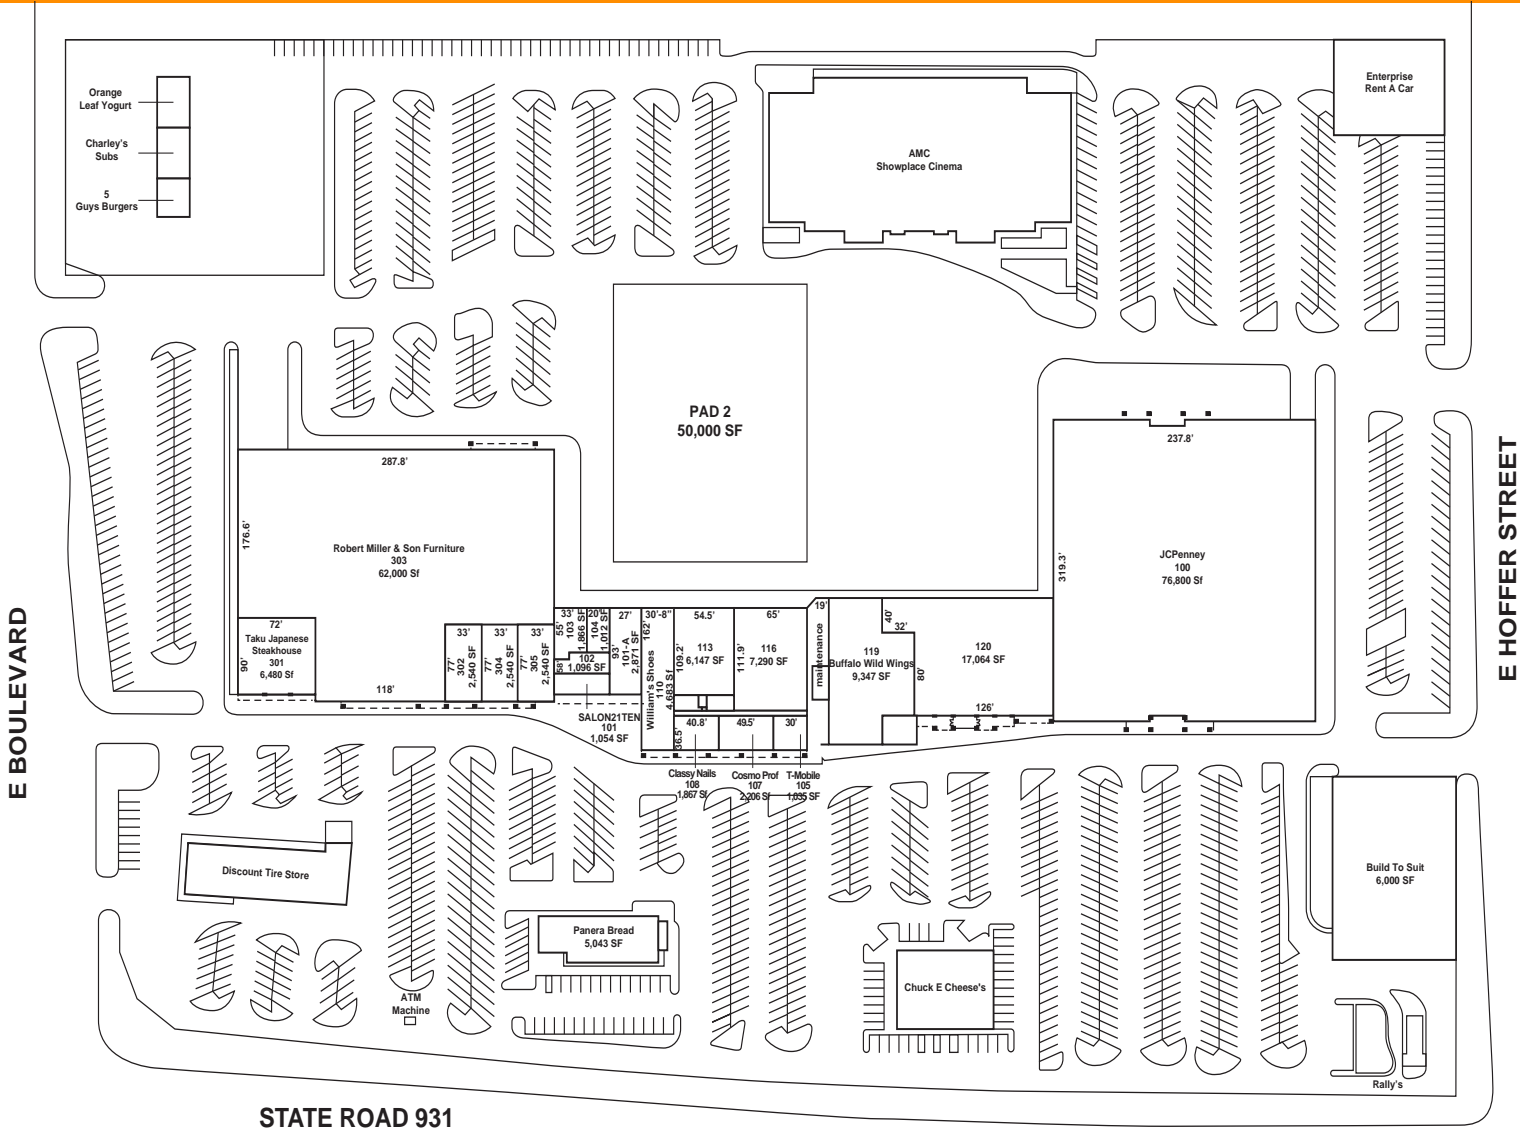 Orange
Leaf Yogurt
Charley's
Subs
5
Guys Burgers
AMC
Showplace Cinema
Enterprise
Rent A Car
PAD 2
50,000 SF
287.8'
176.6'
Robert Miller & Son Furniture
303
62,000 Sf
237.8'
319.3'
JCPenney
100
76,800 Sf
E BOULEVARD
E HOFFER STREET
72'
90'
Taku Japanese
Steakhouse
301
6,480 Sf
118'
33'
77'
302
2,540 SF
33'
77'
304
2,540 SF
33'
77'
305
2,540 SF
33'
55'
103
1,866 SF
20'
104
1,012 SF
102
1,096 SF
58'
27'
93'
101-A
2,871 SF
SALON21TEN
101
1,054 SF
30'-8"
162'
William's Shoes
110
4,683 Sf
54.5'
109.2'
113
6,147 SF
65'
111.9'
116
7,290 SF
19'
maintenance
119
Buffalo Wild Wings
9,347 SF
40'
32'
80'
120
17,064 SF
126'
36.5'
40.8'
49.5'
30'
Classy Nails
108
1,867 Sf
Cosmo Prof
107
2,206 Sf
T-Mobile
105
1,035 SF
Discount Tire Store
Panera Bread
5,043 SF
ATM
Machine
Chuck E Cheese's
Build To Suit
6,000 SF
Rally's
STATE ROAD 931